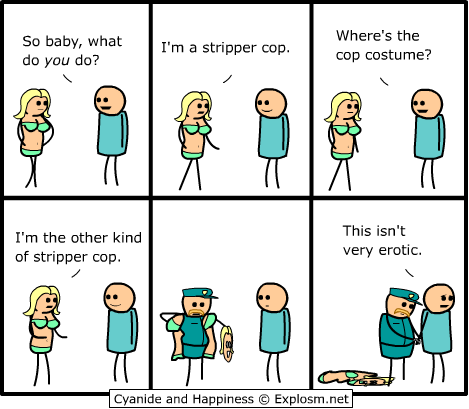 So baby, what
do you do?
I'm a stripper cop.
Where's the
cop costume?
I'm the other kind
of stripper cop.
This isn't
very erotic.
Cyanide and Happiness © Explosm.net